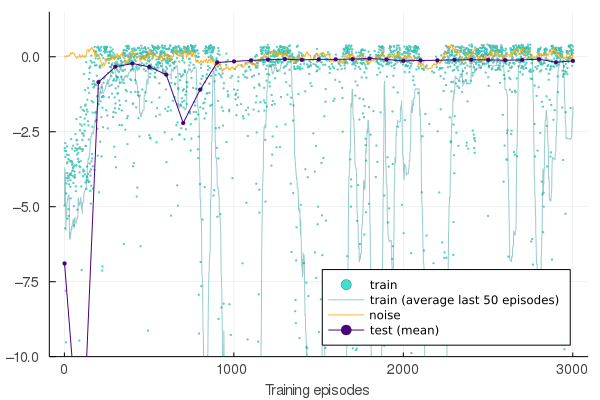 0.0
−2.5
−5.0
−7.5
−10.0
0
1000
2000
3000
Training episodes
train
train (average last 50 episodes)
noise
test (mean)